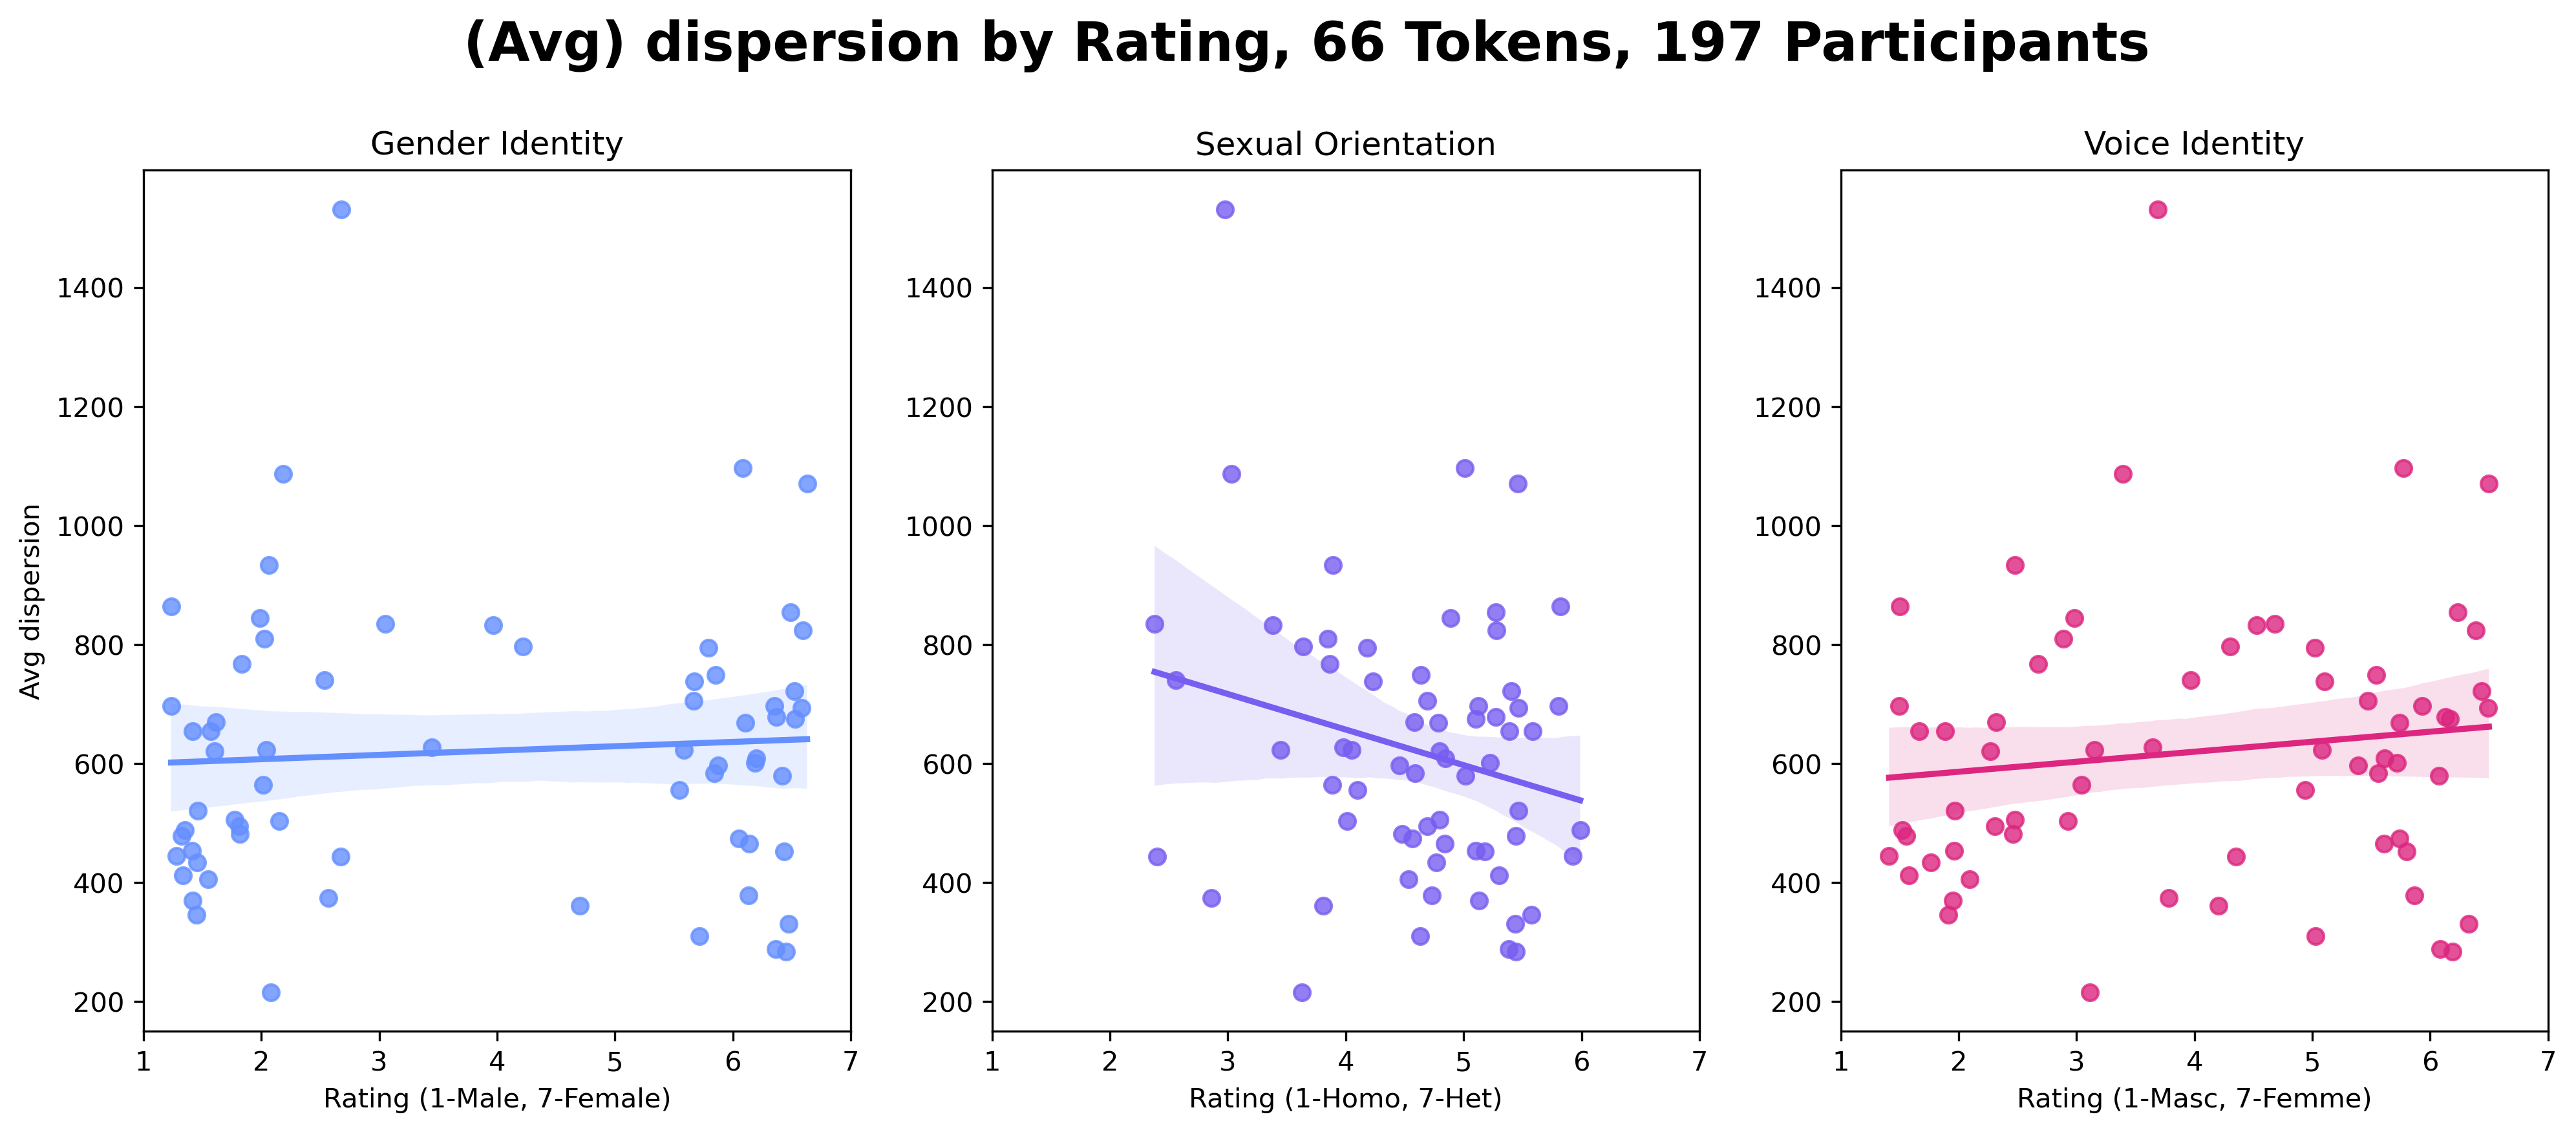 (Avg) dispersion by Rating, 66 Tokens, 197 Participants
Gender Identity
Sexual Orientation
Voice Identity
Avg dispersion
1400
1200
1000
800
600
400
200
1 2 3 4 5 6 7
Rating (1-Male, 7-Female)
1400
1200
1000
800
600
400
200
1 2 3 4 5 6 7
Rating (1-Homo, 7-Het)
1400
1200
1000
800
600
400
200
1 2 3 4 5 6 7
Rating (1-Masc, 7-Femme)